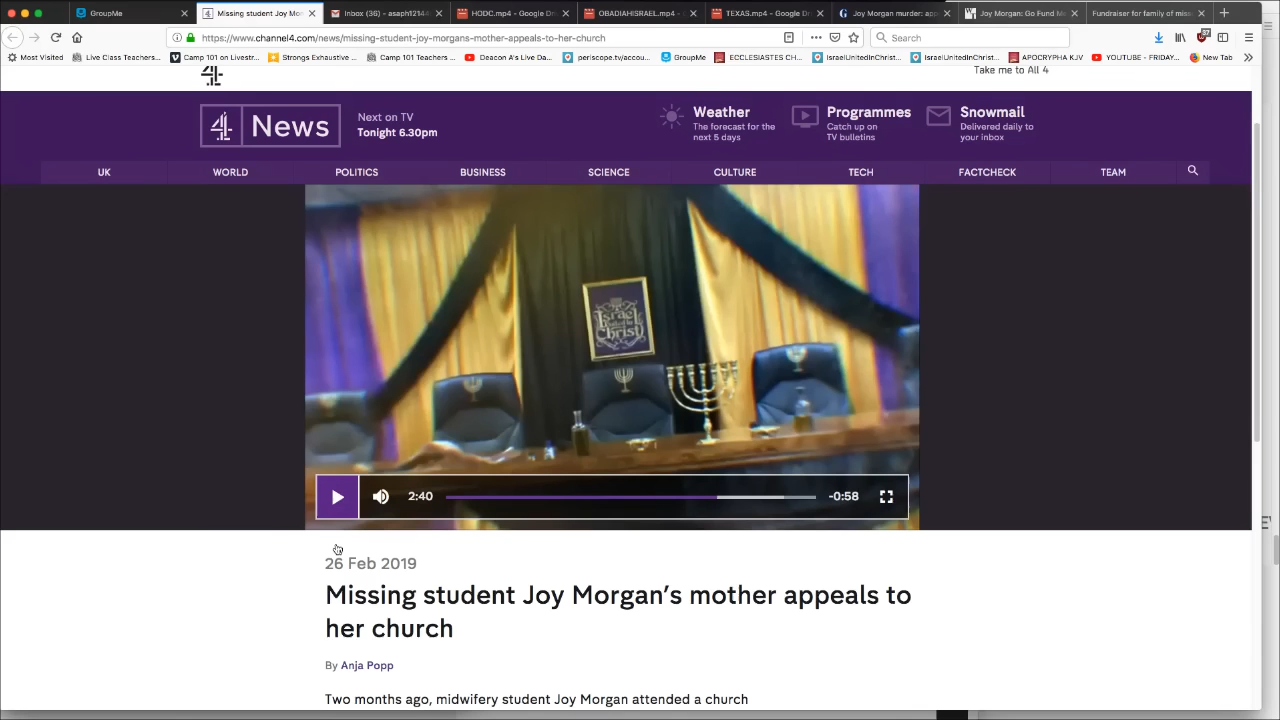 GroupMe
Missing student Joy Mor
Inbox (36) - asaph1214
HODC.mp4 - Google Dr
OBADIAHISRAEL.mp4 -
TEXAS.mp4 - Google D
Joy Morgan murder:
Joy Morgan: Go Fund M
Fundraiser for family of miss
https://www.channel4.com/news/missing-student-joy-morgans-mother-appeals-to-her-church
Search
37
Most Visited
Live Class Teachers...
Camp 101 on Livestr...
Strongs Exhaustive ...
Camp 101 Teachers ...
Deacon A's Live Da...
periscope.tv/accou...
GroupMe
ECCLESIASTES CH...
IsraelUnitedInChrist...
IsraelUnitedInChrist...
APOCRYPHA KJV
YOUTUBE - FRIDAY...
New Tab
4
Take me to All 4
4 News
Next on TV
Tonight 6.30pm
Weather
The forecast for the
next 5 days
Programmes
Catch up on
TV bulletins
Snowmail
Delivered daily to
your inbox
UK WORLD POLITICS BUSINESS SCIENCE CULTURE TECH FACTCHECK TEAM
Israel
United In
Christ
2:40
-0:58
26 Feb 2019
Missing student Joy Morgan's mother appeals to
her church
By Anja Popp
Two months ago, midwifery student Joy Morgan attended a church